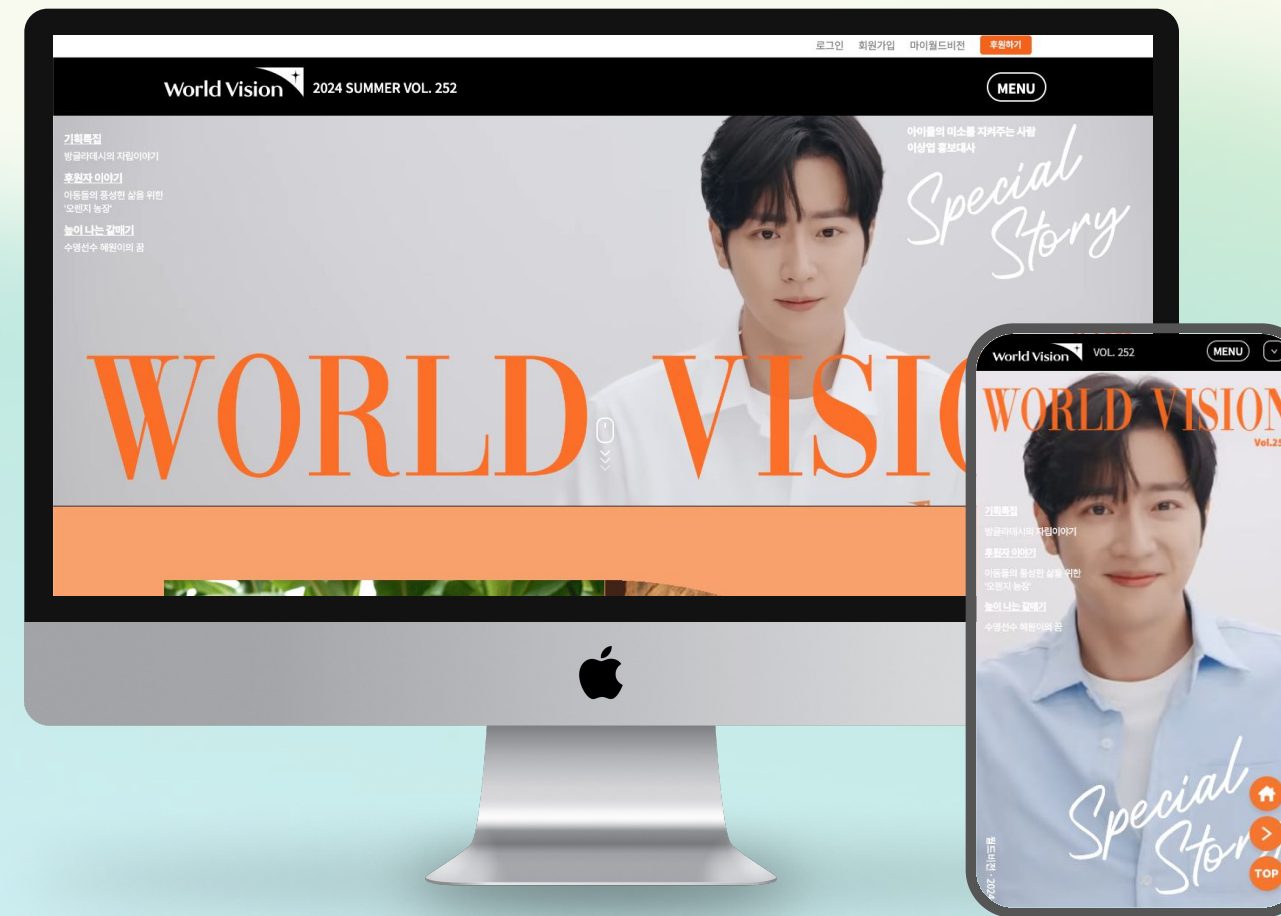 로그인 회원가입 마이월드비전 후원하기
World Vision 2024 SUMMER VOL. 252
MENU
기획특집
방글라데시의 자립이야기
후원자 이야기
아동들의 풍성한 삶을 위한
'오렌지 농장'
높이 나는 갈매기
수영선수 혜원이의 꿈
아이들의 미소를 지켜주는 사람
이상엽 홍보대사
Special
Story
WORLD VISIO
World Vision VOL. 252
MENU
WORLD VISION
Vol.25
기획특집
방글라데시의 자립이야기
후원자 이야기
아동들의 풍성한 삶을 위한
'오렌지 농장'
높이 나는 갈매기
수영선수 혜원이의 꿈
Special
Story
TOP
월드비전 · 2024